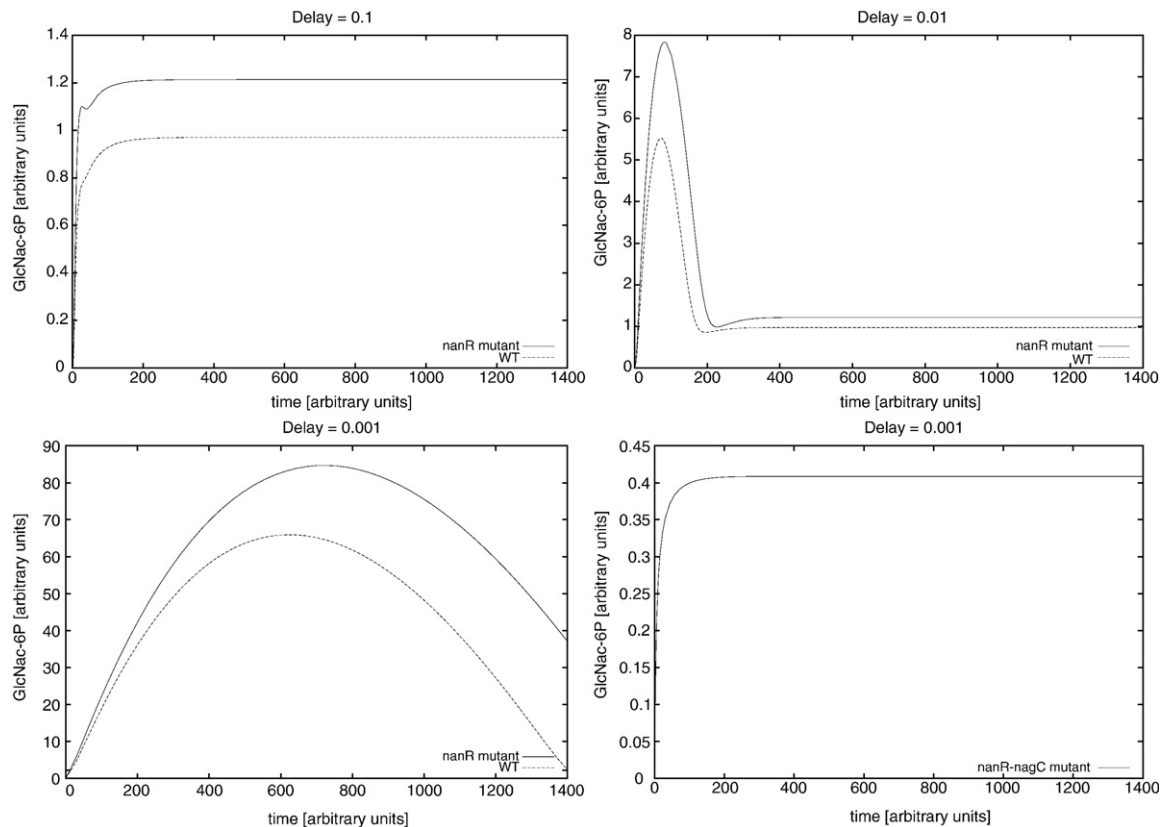 Delay = 0.1
GlcNac-6P [arbitrary units]
1.4
1.2
1
0.8
0.6
0.4
0.2
0
nanR mutant
WT
0 200 400 600 800 1000 1200 1400
time [arbitrary units]
Delay = 0.01
GlcNac-6P [arbitrary units]
8
7
6
5
4
3
2
1
0
nanR mutant
WT
0 200 400 600 800 1000 1200 1400
time [arbitrary units]
Delay = 0.001
GlcNac-6P [arbitrary units]
90
80
70
60
50
40
30
20
10
0
nanR mutant
WT
0 200 400 600 800 1000 1200 1400
time [arbitrary units]
Delay = 0.001
GlcNac-6P [arbitrary units]
0.45
0.4
0.35
0.3
0.25
0.2
0.15
0.1
0.05
0
nanR-nagC mutant
0 200 400 600 800 1000 1200 1400
time [arbitrary units]